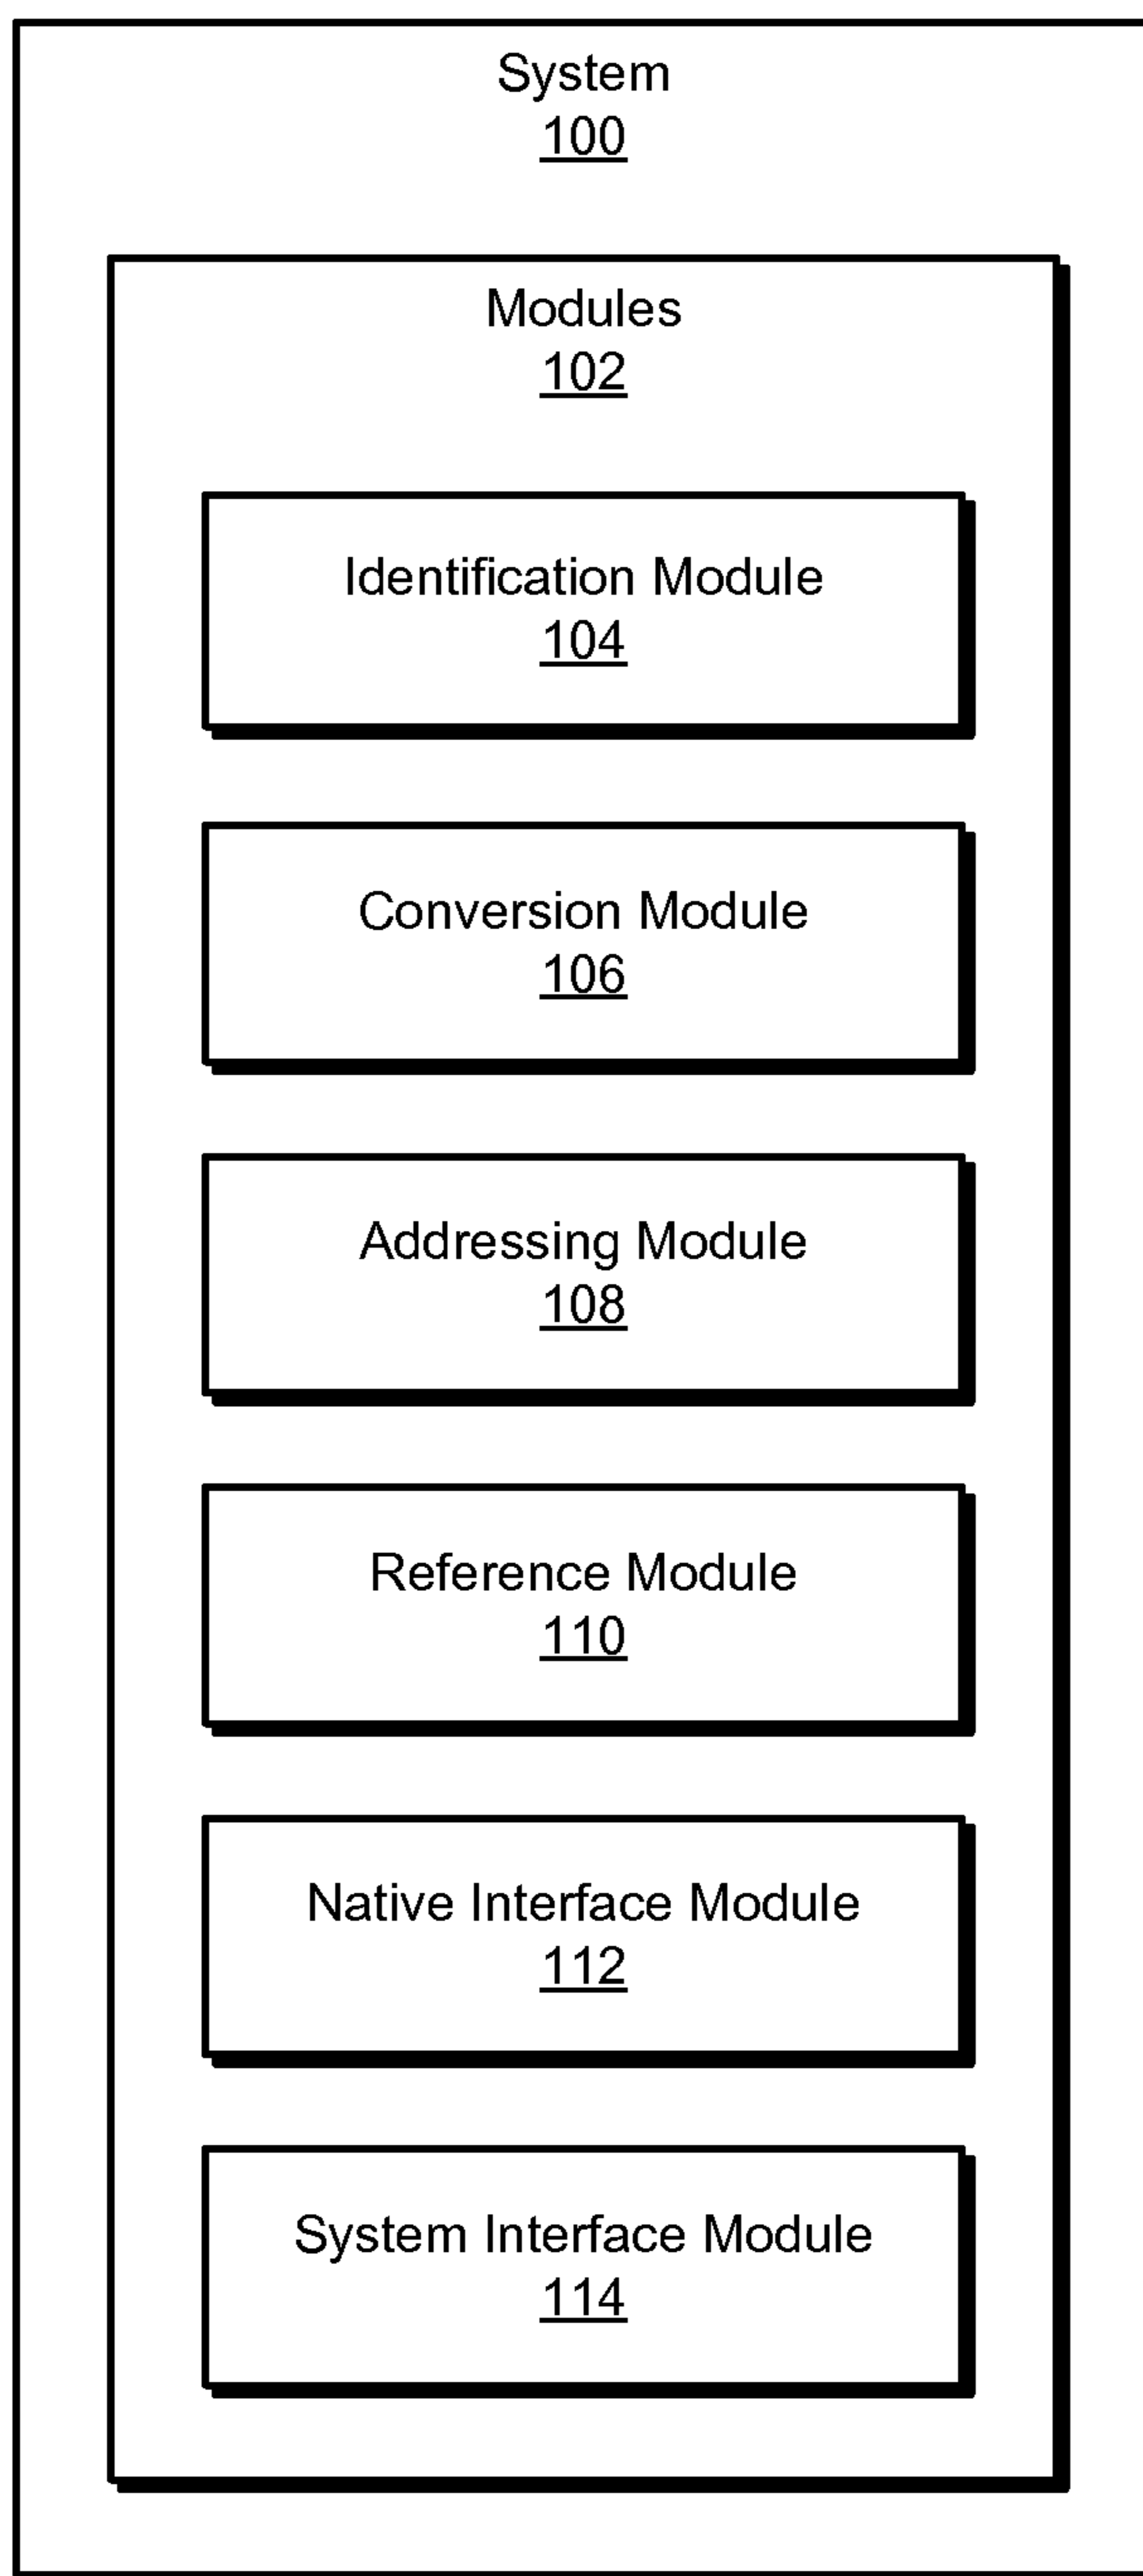 System
100
Modules
102
Identification Module
104
Conversion Module
106
Addressing Module
108
Reference Module
110
Native Interface Module
112
System Interface Module
114